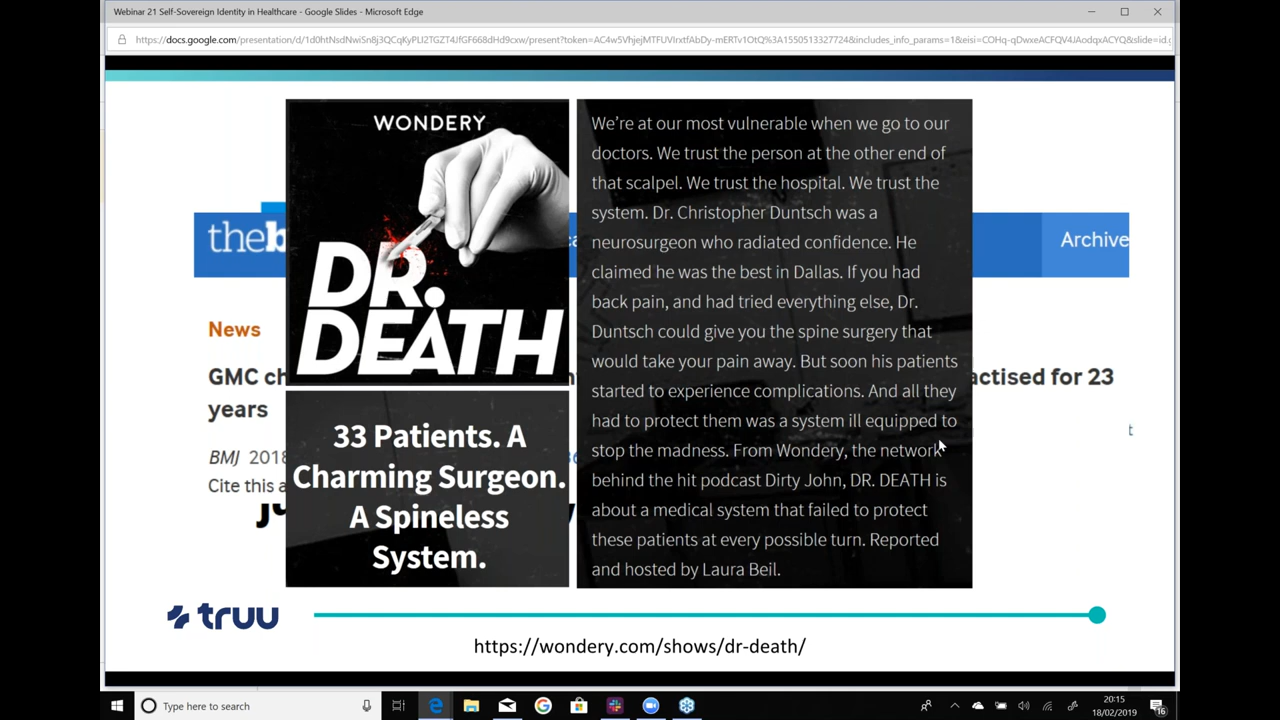 Webinar 21 Self-Sovereign Identity in Healthcare - Google Slides - Microsoft Edge
WONDERY
DR.
DEATH
33 Patients. A
Charming Surgeon.
A Spineless
System.
We're at our most vulnerable when we go to our
doctors. We trust the person at the other end of
that scalpel. We trust the hospital. We trust the
system. Dr. Christopher Duntsch was a
neurosurgeon who radiated confidence. He
claimed he was the best in Dallas. If you had
back pain, and had tried everything else, Dr.
Duntsch could give you the spine surgery that
would take your pain away. But soon his patients
started to experience complications. And all they
had to protect them was a system ill equipped to
stop the madness. From Wondery, the network
behind the hit podcast Dirty John, DR. DEATH is
about a medical system that failed to protect
these patients at every possible turn. Reported
and hosted by Laura Beil.
theb
Archive
News
GMC ch
actised for 23
years
BMJ 2018
Cite this a
truu
https://wondery.com/shows/dr-death/
Type here to search
20:15
18/02/2019
16